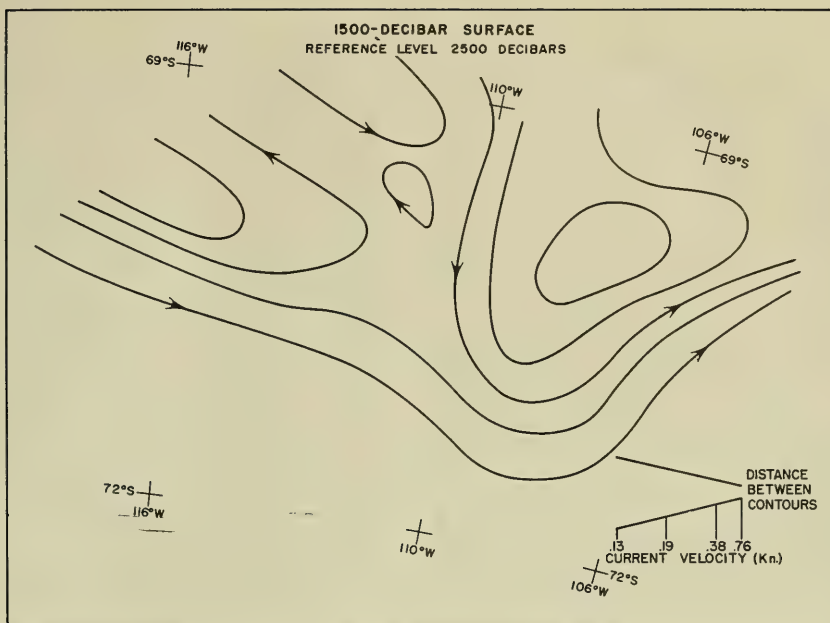 1500-DECIBAR SURFACE
REFERENCE LEVEL 2500 DECIBARS
116°W
69°S
110°W
106°W
69°S
72°S
116°W
110°W
106°W
72°S
DISTANCE
BETWEEN
CONTOURS
.13 .19 .38 .76
CURRENT VELOCITY (Kn.)